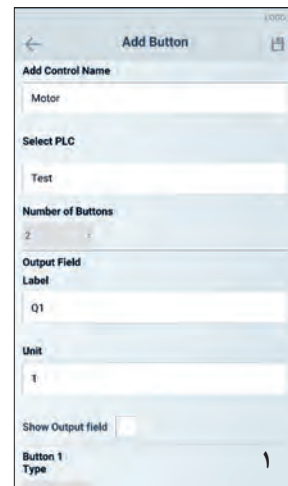 Add Button
Add Control Name
Motor
Select PLC
Test
Number of Buttons
2
Output Field
Label
Q1
Unit
1
Show Output field
Button 1
Type
۱